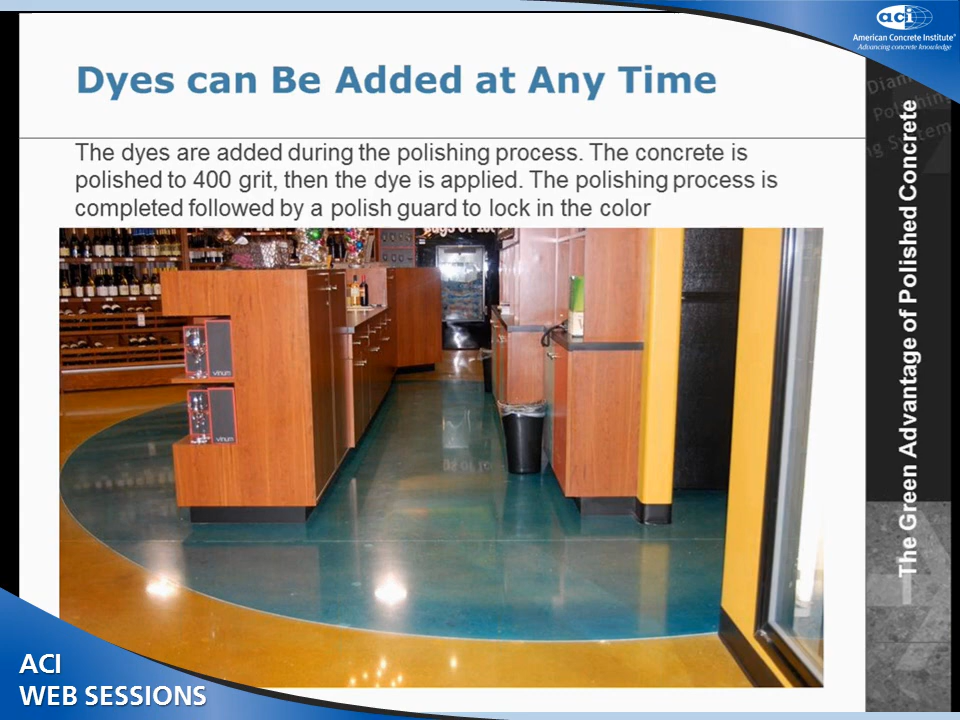 aci
American Concrete Institute®
Advancing concrete knowledge
Dyes can Be Added at Any Time
The dyes are added during the polishing process. The concrete is
polished to 400 grit, then the dye is applied. The polishing process is
completed followed by a polish guard to lock in the color
The Green Advantage of Polished Concrete
vinum
vinum
ACI
WEB SESSIONS